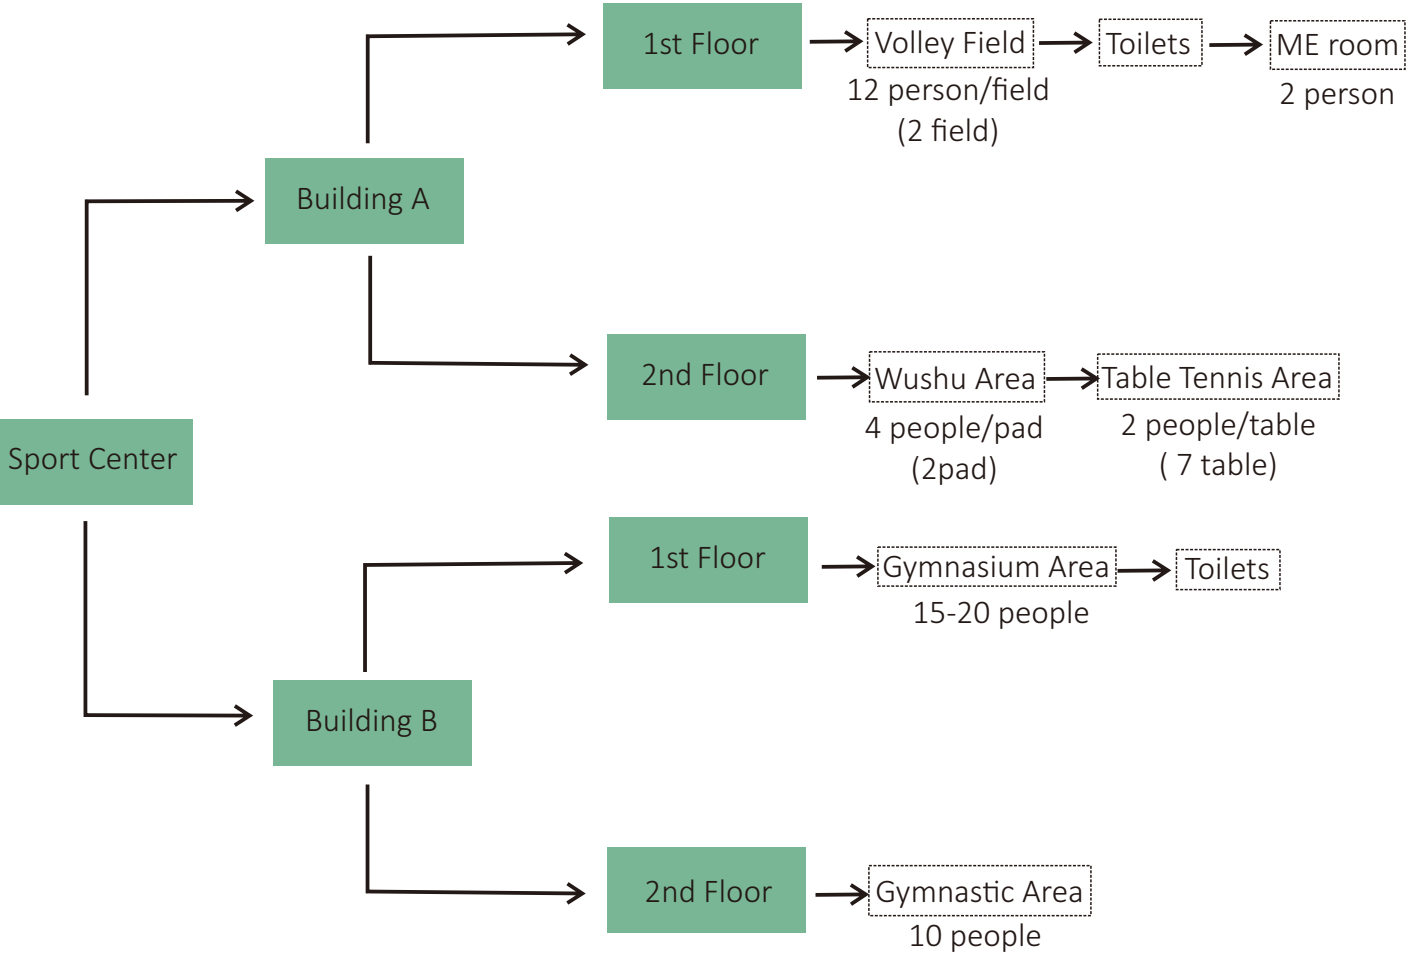 1st Floor
Volley Field
Toilets
ME room
12 person/field
(2 field)
2 person
Building A
2nd Floor
Wushu Area
Table Tennis Area
4 people/pad
(2pad)
2 people/table
( 7 table)
Sport Center
1st Floor
Gymnasium Area
Toilets
15-20 people
Building B
2nd Floor
Gymnastic Area
10 people